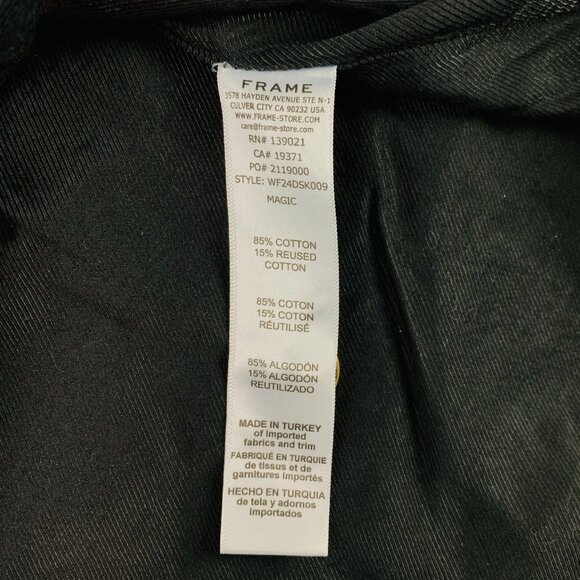 FRAME
3578 HAYDEN AVENUE STE N-1
CULVER CITY CA 90232 USA
WWW.FRAME-STORE.COM
care@frame-store.com
RN# 139021
CA# 19371
PO# 2119000
STYLE: WF24DSK009
MAGIC
85% COTTON
15% REUSED
COTTON
85% COTON
15% COTON
RÉUTILISÉ
85% ALGODÓN
15% ALGODÓN
REUTILIZADO
MADE IN TURKEY
of imported
fabrics and trim
FABRIQUÉ EN TURQUIE
de tissus et de
garnitures importés
HECHO EN TURQUIA
de tela y adornos
importados